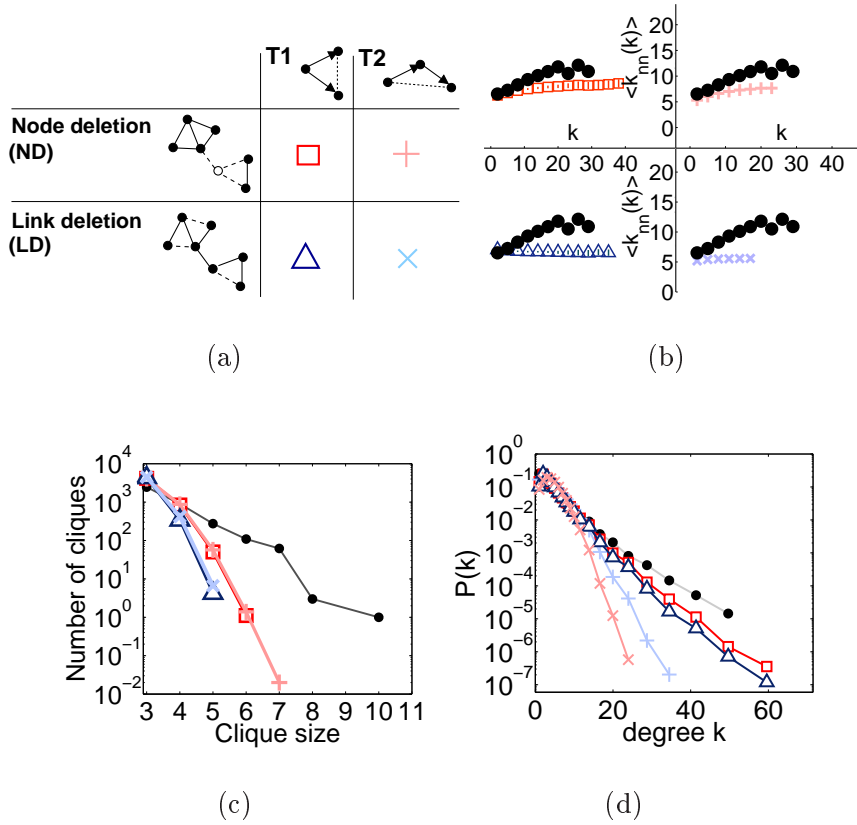 T1 T2
Node deletion
(ND)
Link deletion
(LD)
(a)
20
15
10
5
0
<k_nn(k)>
k k
0 10 20 30 40 0 10 20 30 40
20
15
10
5
0
<k_nn(k)>
(b)
10^4
10^3
10^2
10^1
10^0
10^-1
10^-2
Number of cliques
3 4 5 6 7 8 9 10 11
Clique size
(c)
10^0
10^-1
10^-2
10^-3
10^-4
10^-5
10^-6
10^-7
P(k)
0 20 40 60
degree k
(d)